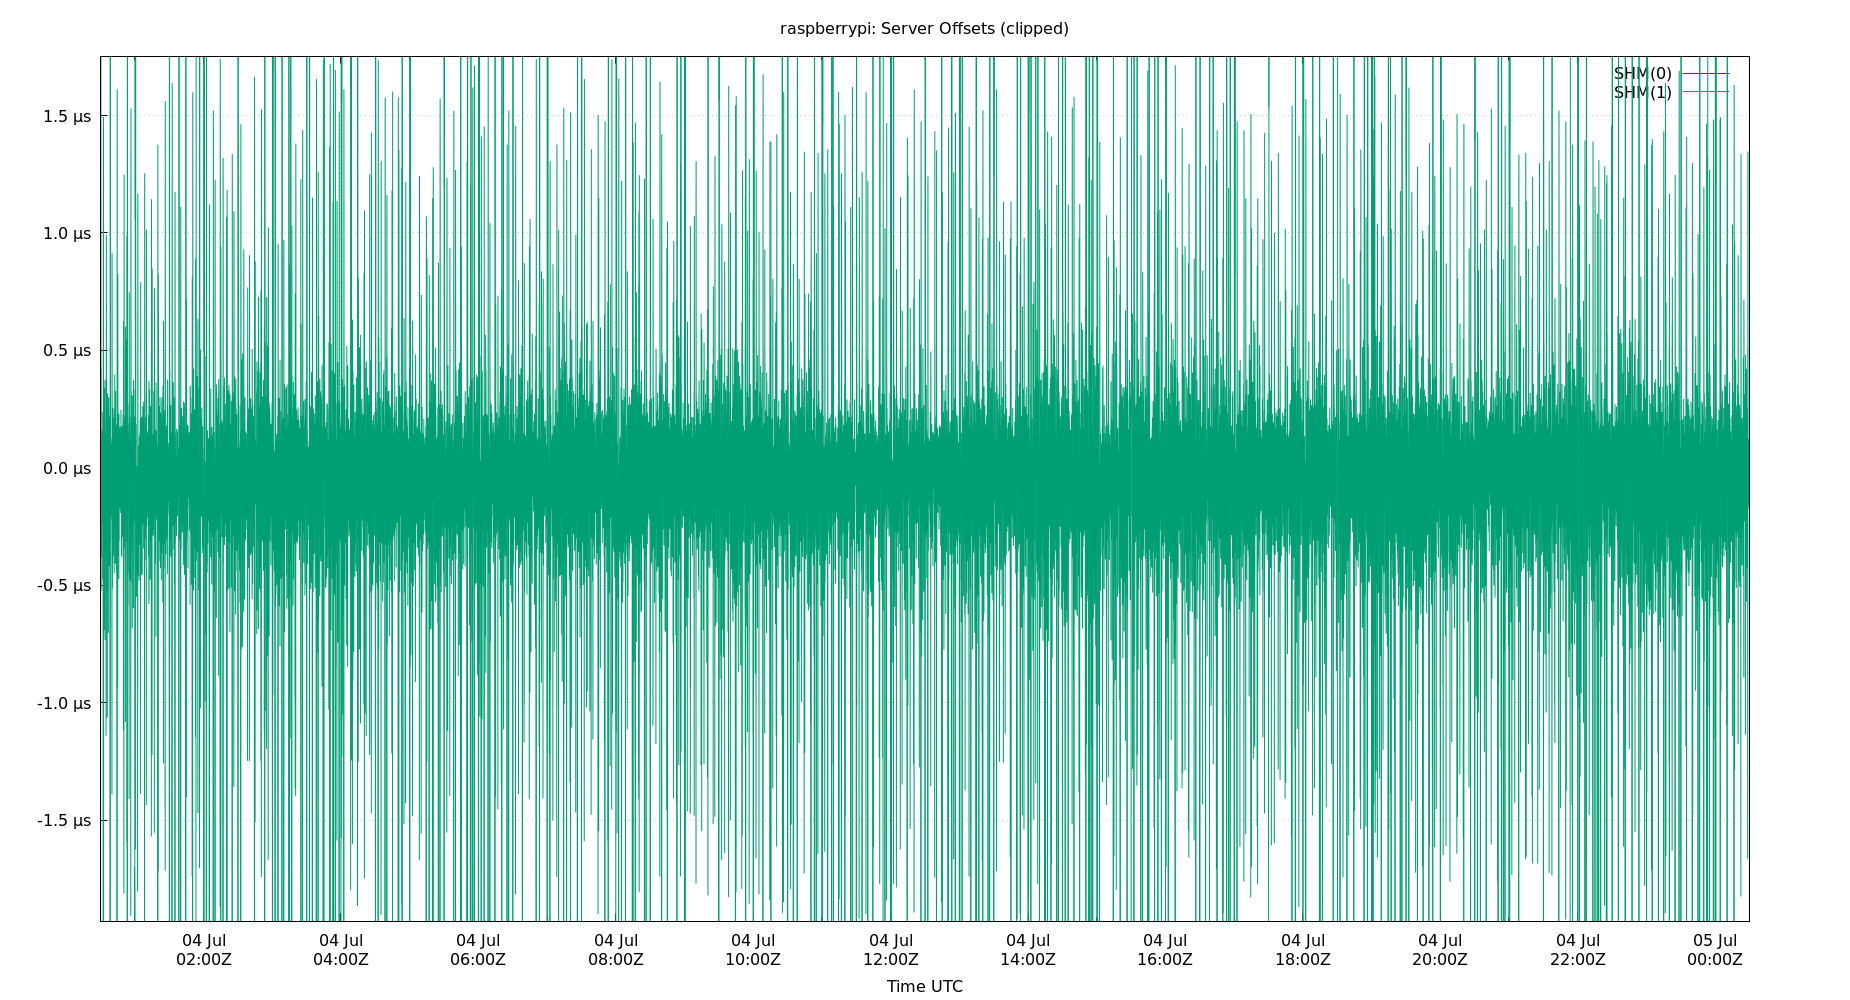 raspberrypi: Server Offsets (clipped)
SHM(0)
SHM(1)
1.5 µs
1.0 µs
0.5 µs
0.0 µs
-0.5 µs
-1.0 µs
-1.5 µs
04 Jul 04 Jul 04 Jul 04 Jul 04 Jul 04 Jul 04 Jul 04 Jul 04 Jul 04 Jul 04 Jul 05 Jul
02:00Z 04:00Z 06:00Z 08:00Z 10:00Z 12:00Z 14:00Z 16:00Z 18:00Z 20:00Z 22:00Z 00:00Z
Time UTC